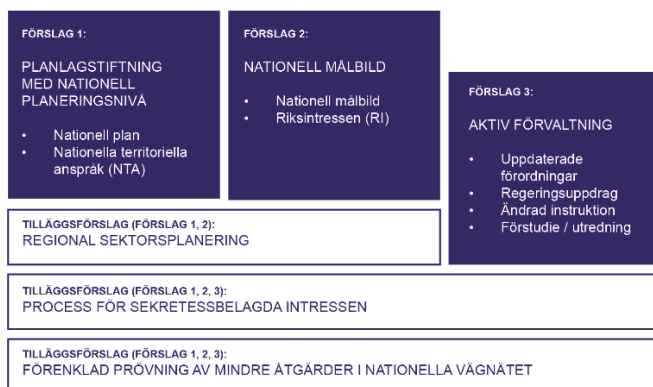 FÖRSLAG 1:
PLANLAGSTIFTNING
MED NATIONELL
PLANERINGSNIVÅ
• Nationell plan
• Nationella territoriella
anspråk (NTA)
FÖRSLAG 2:
NATIONELL MÅLBILD
• Nationell målbild
• Riksintressen (RI)
FÖRSLAG 3:
AKTIV FÖRVALTNING
• Uppdaterade
förordningar
• Regeringsuppdrag
• Ändrad instruktion
• Förstudie / utredning
TILLÄGGSFÖRSLAG (FÖRSLAG 1, 2):
REGIONAL SEKTORSPLANERING
TILLÄGGSFÖRSLAG (FÖRSLAG 1, 2, 3):
PROCESS FÖR SEKRETESSBELAGDA INTRESSEN
TILLÄGGSFÖRSLAG (FÖRSLAG 1, 2, 3):
FÖRENKLAD PRÖVNING AV MINDRE ÅTGÄRDER I NATIONELLA VÄGNÄTET